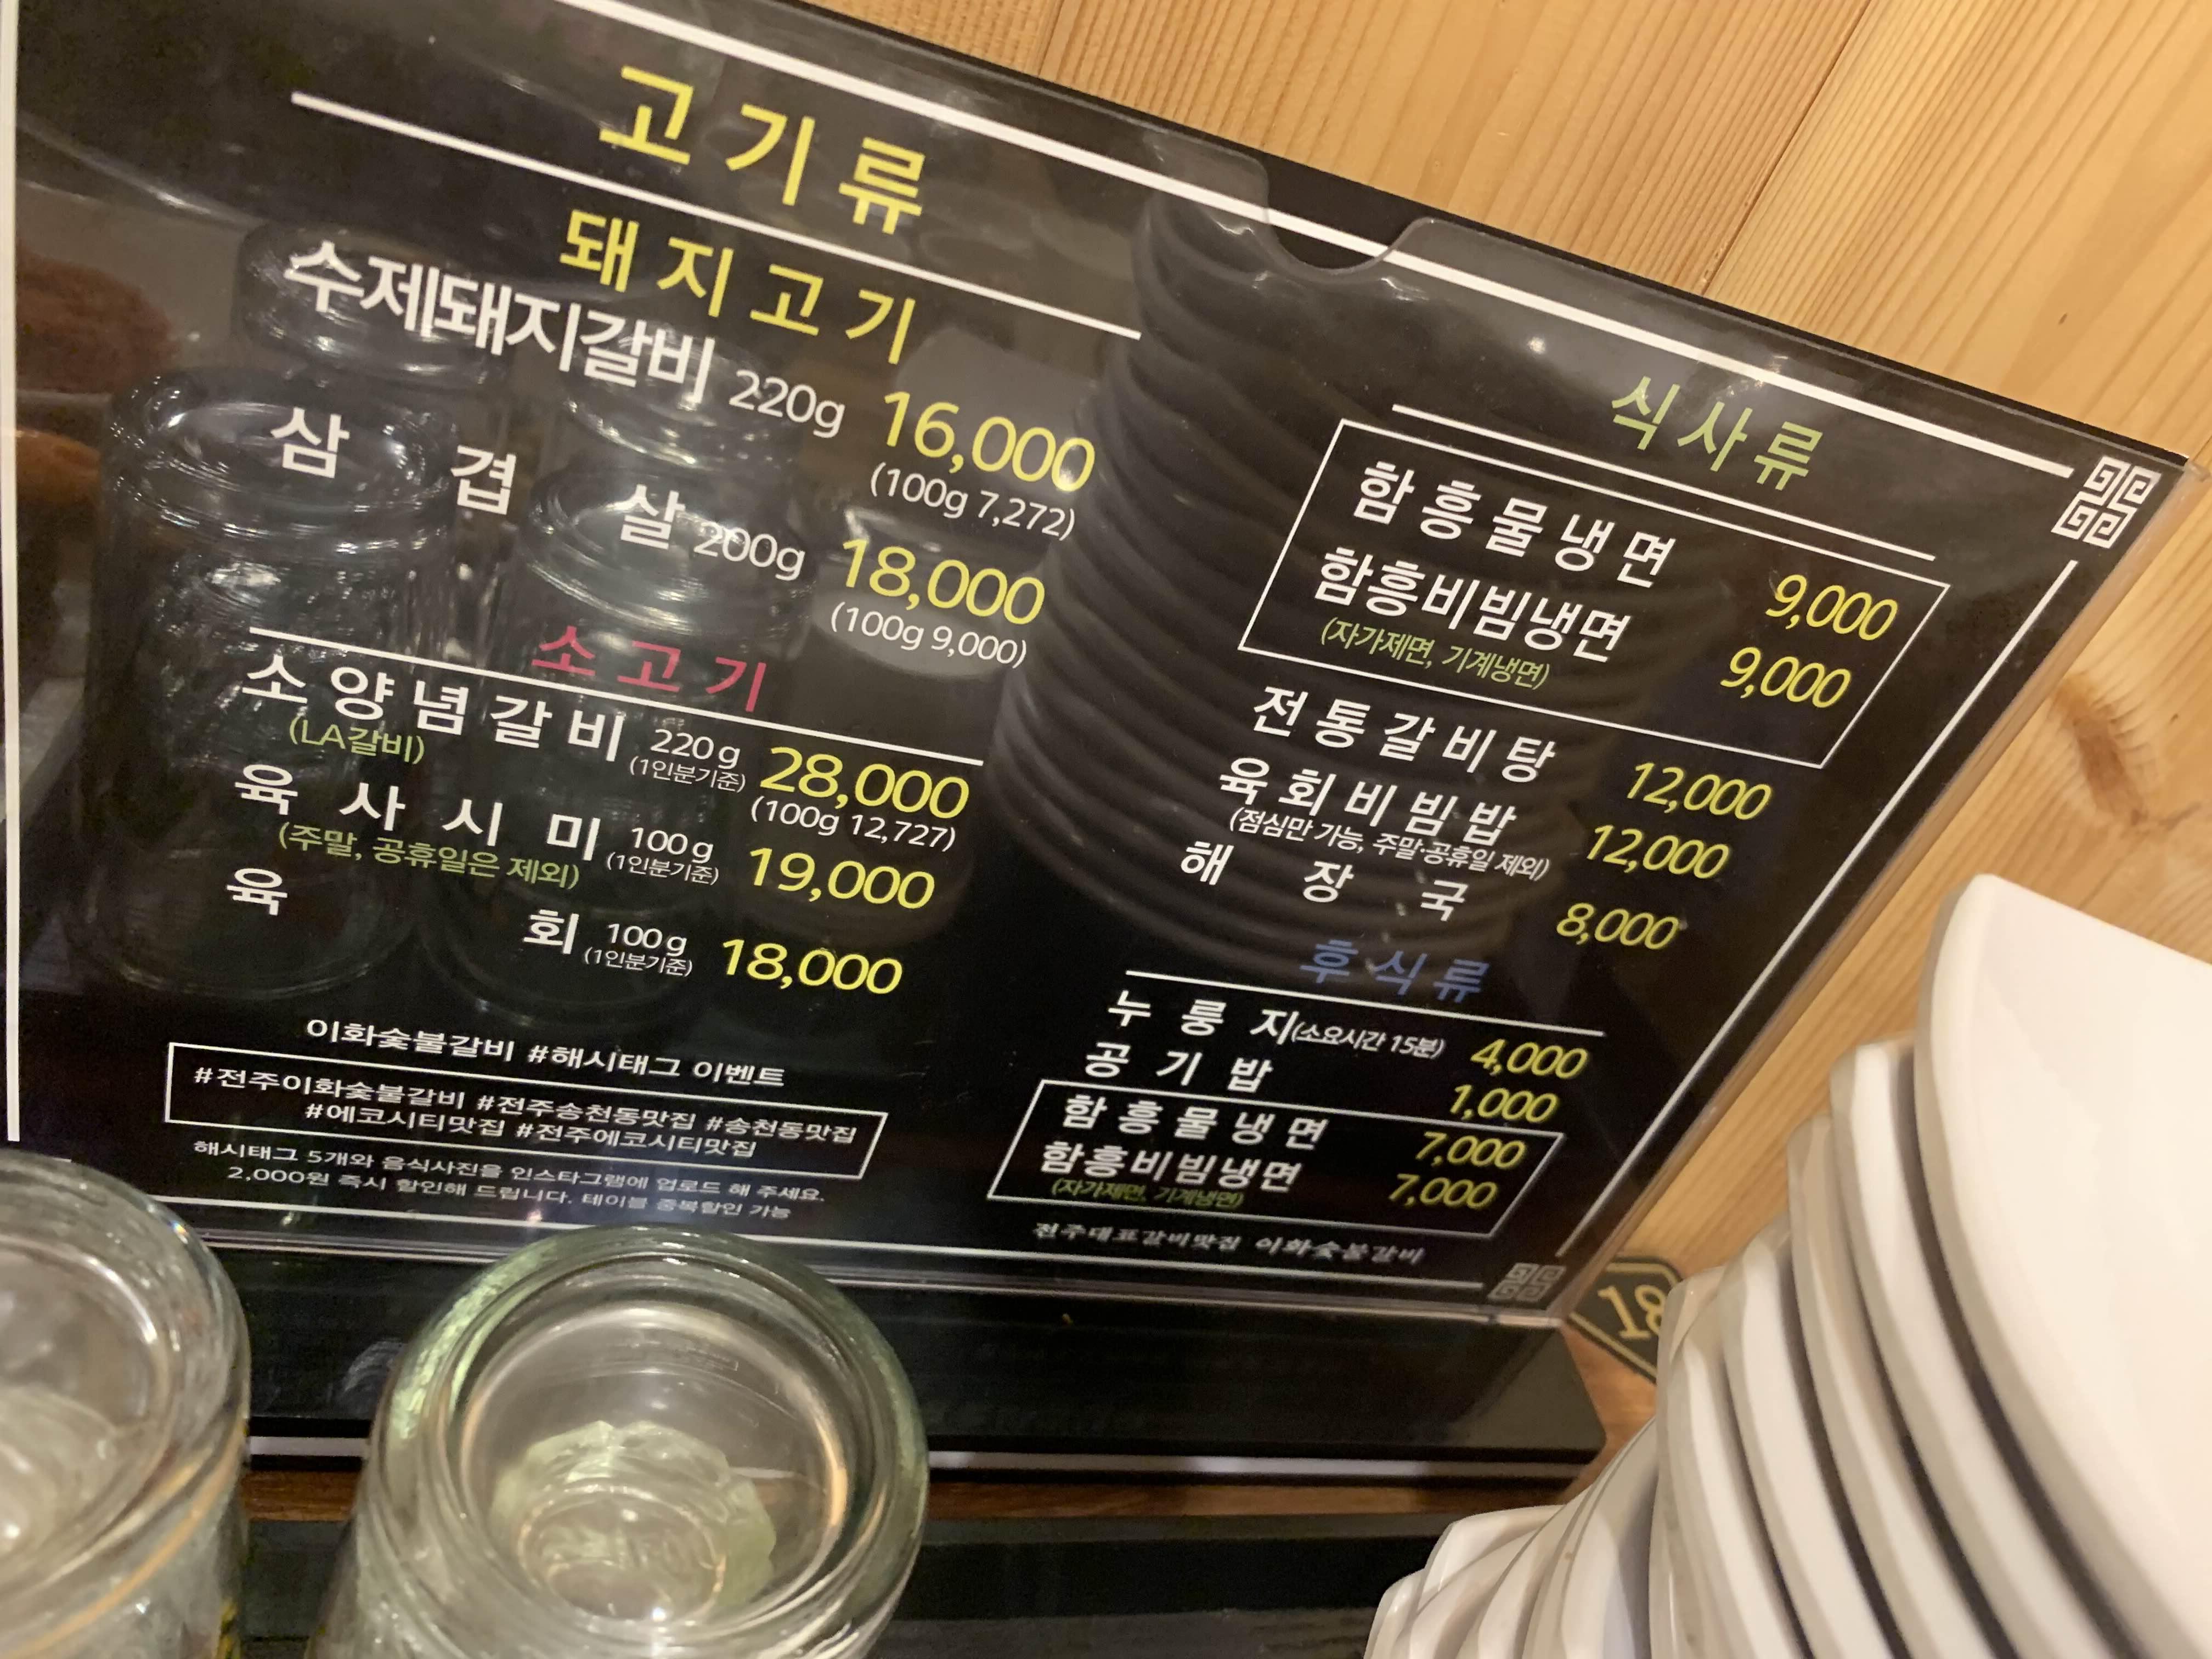 고기류
돼지고기
수제돼지갈비 220g 16,000
(100g 7,272)
삼겹살 200g 18,000
(100g 9,000)
소고기
소양념갈비 220g 28,000
(LA갈비) (1인분기준) (100g 12,727)
육사시미 100g 19,000
(주말, 공휴일은 제외) (1인분기준)
육회 100g 18,000
(1인분기준)
이화숯불갈비 #해시태그 이벤트
#전주이화숯불갈비 #전주송천동맛집 #송천동맛집
#에코시티맛집 #전주에코시티맛집
해시태그 5개와 음식사진을 인스타그램에 업로드 해 주세요.
2,000원 즉시 할인해 드립니다. 테이블 중복할인 가능
식사류
함흥물냉면 9,000
함흥비빔냉면 9,000
(자가제면, 기계냉면)
전통갈비탕 12,000
육회비빔밥 12,000
(점심만 가능, 주말·공휴일 제외)
해장국 8,000
후식류
누룽지(소요시간 15분) 4,000
공기밥 1,000
함흥물냉면 7,000
함흥비빔냉면 7,000
(자가제면, 기계냉면)
전주대표갈비맛집 이화숯불갈비
18